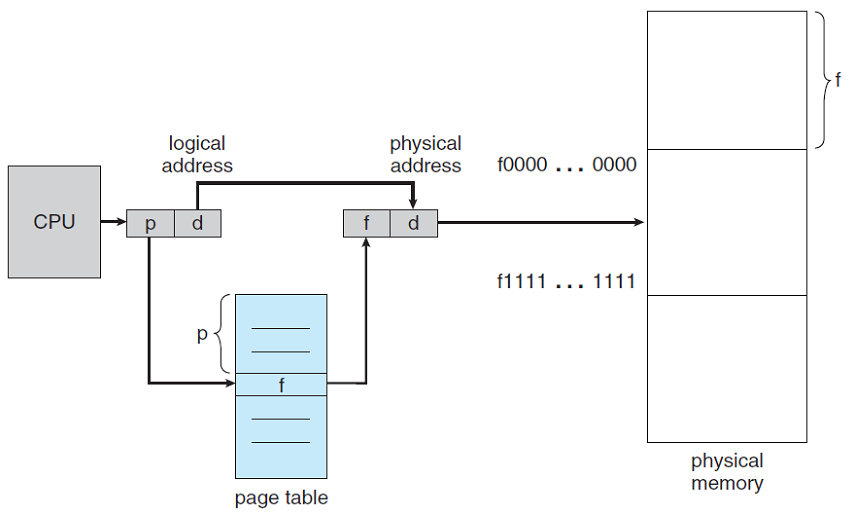 f
logical
address
physical
address
f0000 ... 0000
CPU
p
d
f
d
f1111 ... 1111
p
f
physical
memory
page table